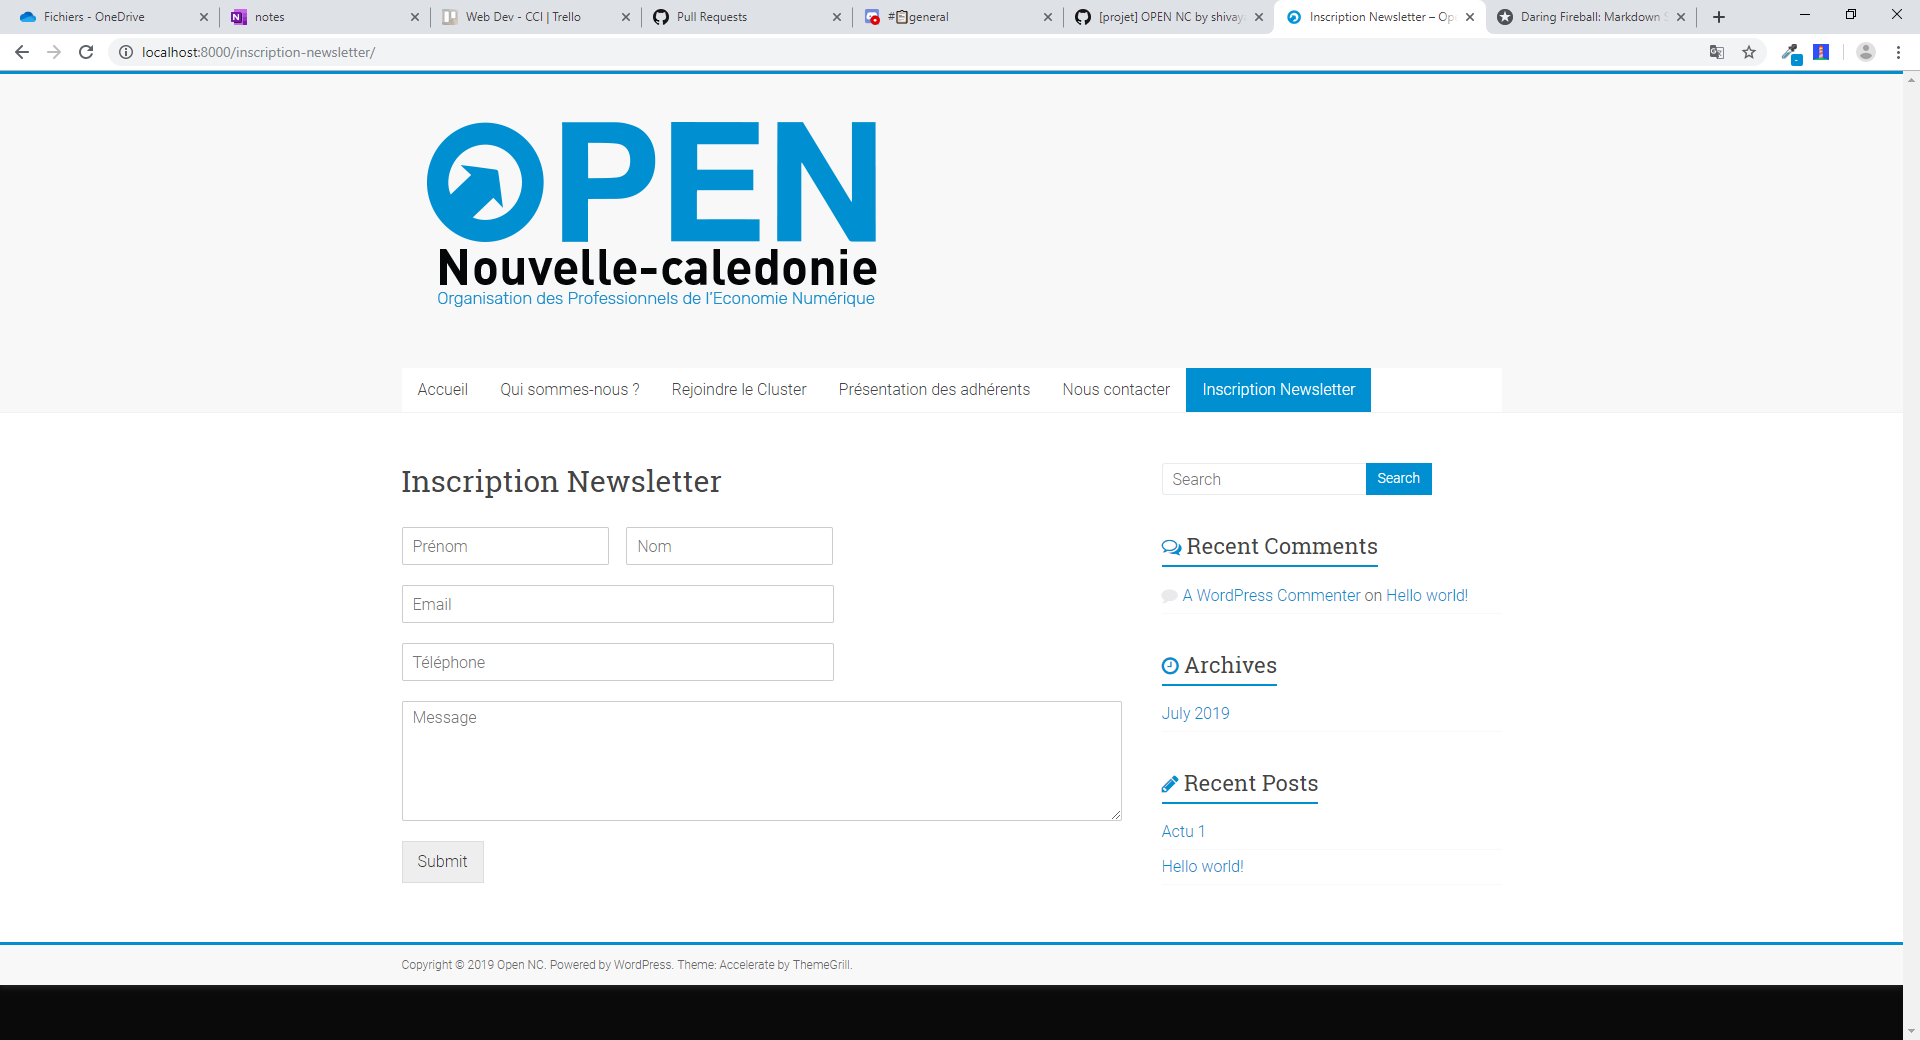 Fichiers - OneDrive
notes
Web Dev - CCI | Trello
Pull Requests
#📋general
[projet] OPEN NC by shivay
Inscription Newsletter – Ope
Daring Fireball: Markdown S
localhost:8000/inscription-newsletter/
OPEN
Nouvelle-caledonie
Organisation des Professionnels de l'Economie Numérique
Accueil
Qui sommes-nous ?
Rejoindre le Cluster
Présentation des adhérents
Nous contacter
Inscription Newsletter
Inscription Newsletter
Prénom
Nom
Email
Téléphone
Message
Submit
Search
Search
Recent Comments
A WordPress Commenter on Hello world!
Archives
July 2019
Recent Posts
Actu 1
Hello world!
Copyright © 2019 Open NC. Powered by WordPress. Theme: Accelerate by ThemeGrill.